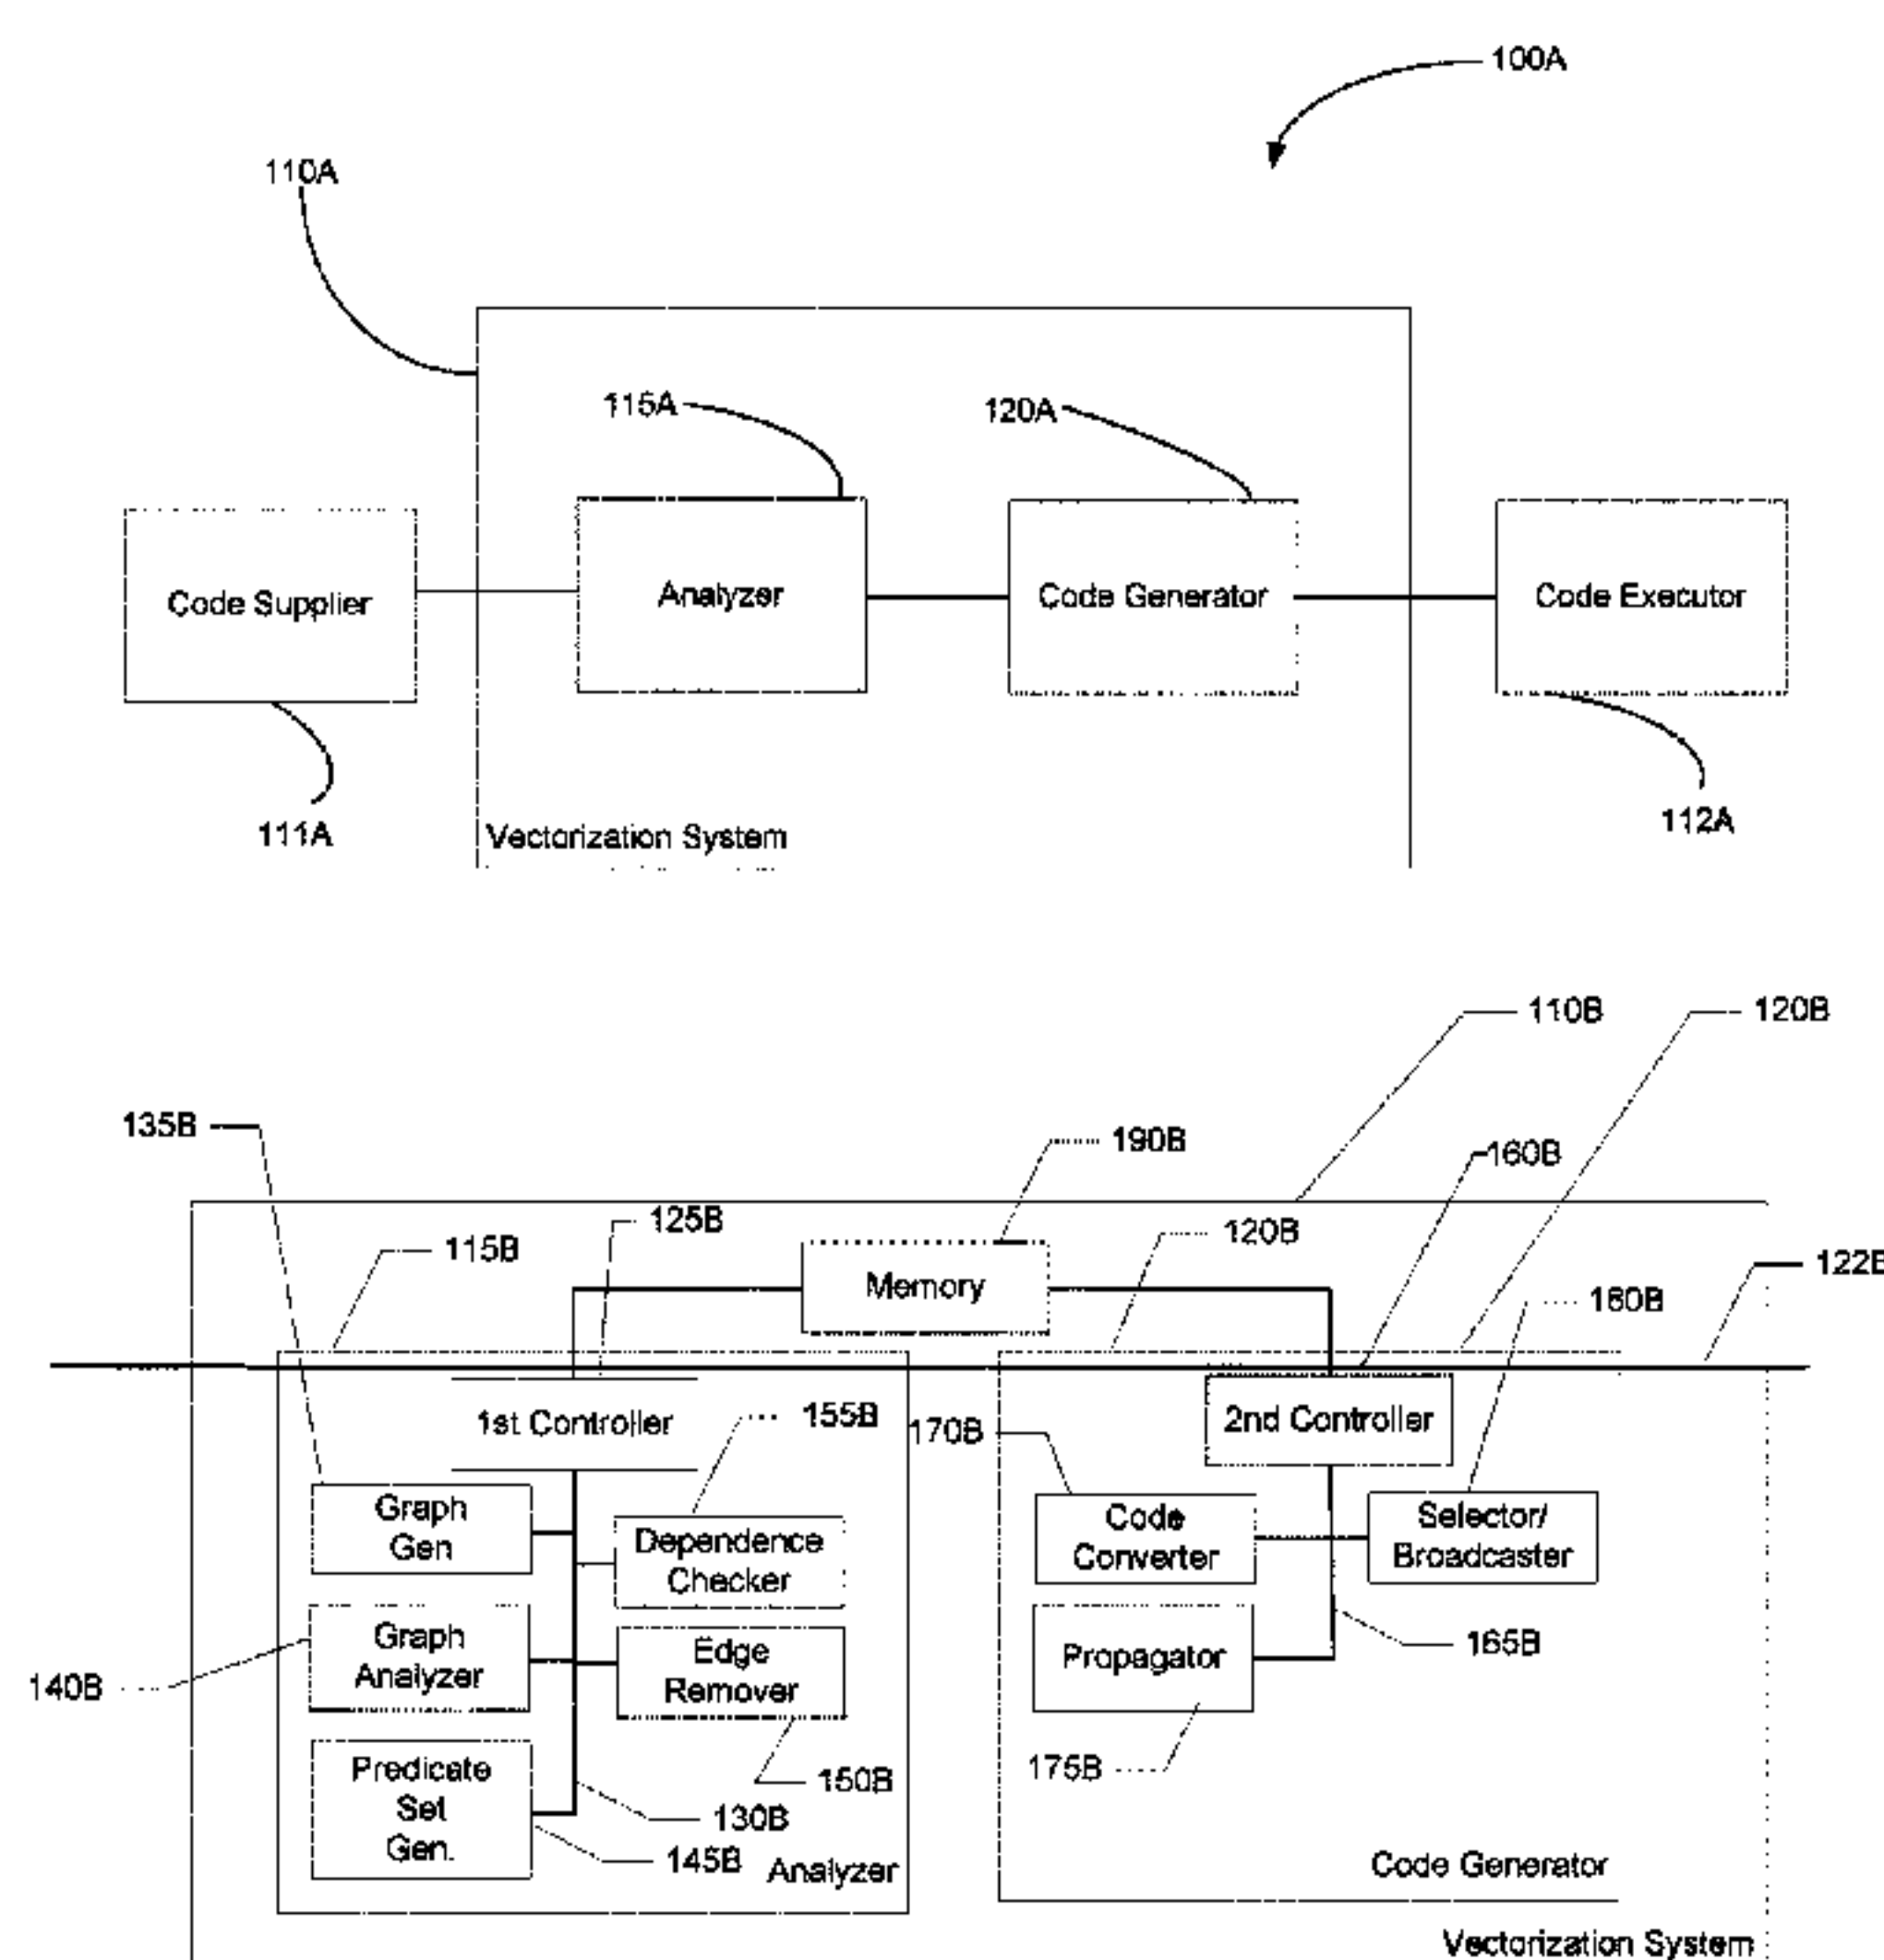 100A
110A
115A
120A
Code Supplier
Analyzer
Code Generator
Code Executor
111A
Vectorization System
112A
110B
120B
135B
190B
160B
125B
115B
120B
122B
Memory
160B
1st Controller
155B
170B
2nd Controller
Graph
Gen
Dependence
Checker
Code
Converter
Selector/
Broadcaster
Graph
Analyzer
Edge
Remover
Propagator
165B
140B
Predicate
Set
Gen.
150B
175B
130B
145B
Analyzer
Code Generator
Vectorization System